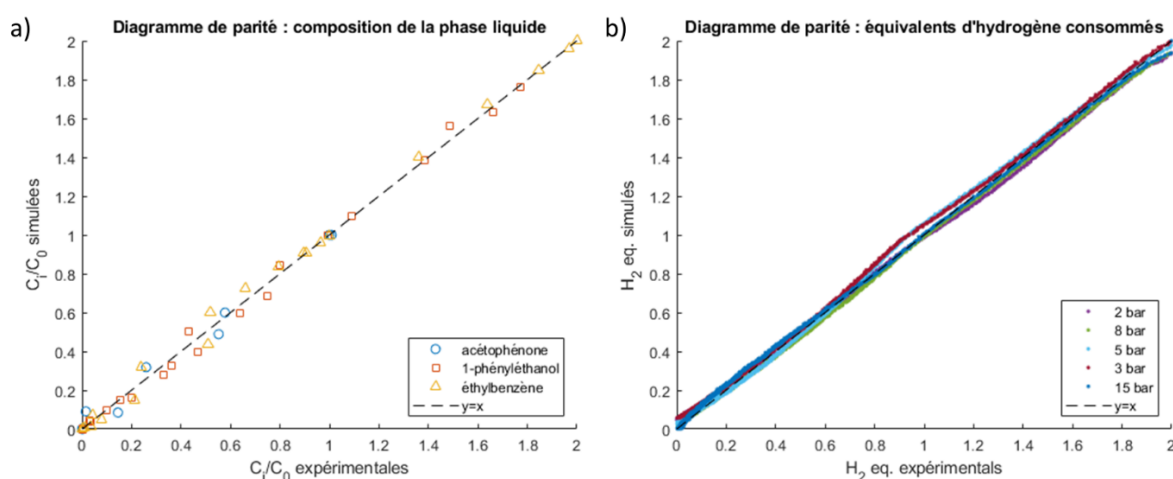 a)
Diagramme de parité : composition de la phase liquide
2
1.8
1.6
1.4
1.2
1
0.8
0.6
0.4
0.2
0
C_i/C_0 simulées
acétophénone
1-phényléthanol
éthylbenzène
y=x
0 0.2 0.4 0.6 0.8 1.0 1.2 1.4 1.6 1.8 2
C_i/C_0 expérimentales
b)
Diagramme de parité : équivalents d'hydrogène consommés
2
1.8
1.6
1.4
1.2
1
0.8
0.6
0.4
0.2
0
H_2 eq. simulés
2 bar
8 bar
5 bar
3 bar
15 bar
y=x
0 0.2 0.4 0.6 0.8 1 1.2 1.4 1.6 1.8 2
H_2 eq. expérimentals